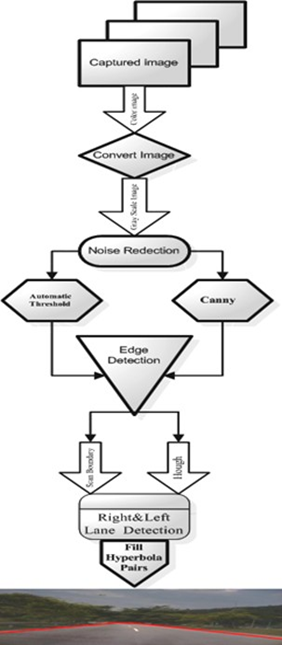 Captured image
Color image
Convert Image
Gray Scale Image
Noise Redection
Automatic
Threshold
Canny
Edge
Detection
Scan Boundary
Hough
Right&Left
Lane Detection
Fill
Hyperbola
Pairs